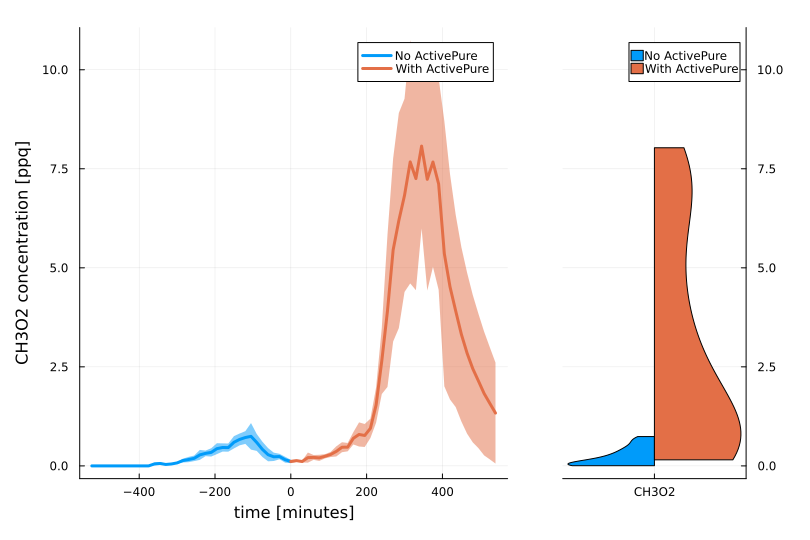 CH3O2 concentration [ppq]
10.0
7.5
5.0
2.5
0.0
−400
−200
0
200
400
time [minutes]
No ActivePure
With ActivePure
No ActivePure
With ActivePure
10.0
7.5
5.0
2.5
0.0
CH3O2